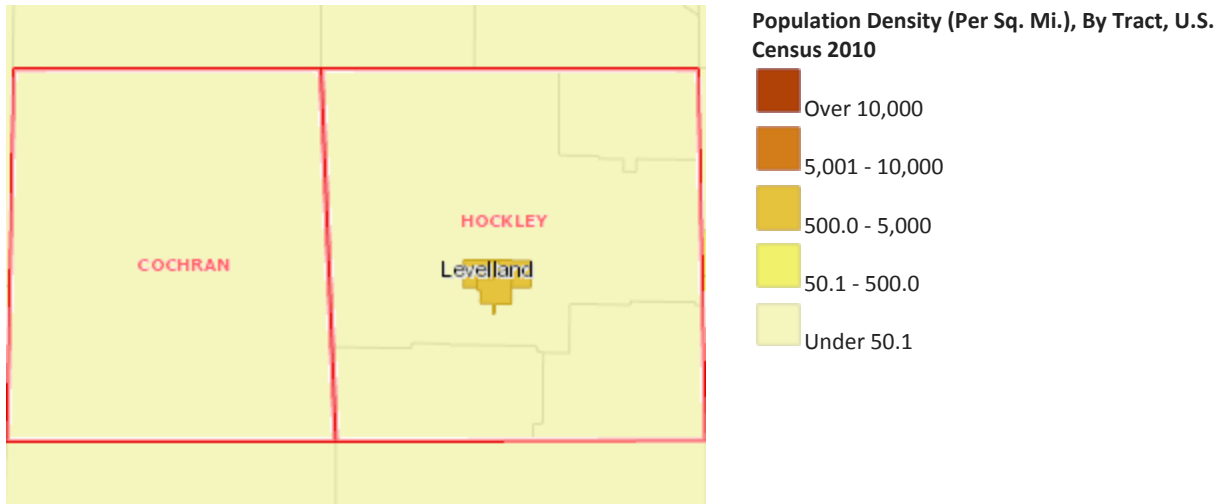 HOCKLEY
COCHRAN
Levelland
Population Density (Per Sq. Mi.), By Tract, U.S.
Census 2010
Over 10,000
5,001 - 10,000
500.0 - 5,000
50.1 - 500.0
Under 50.1